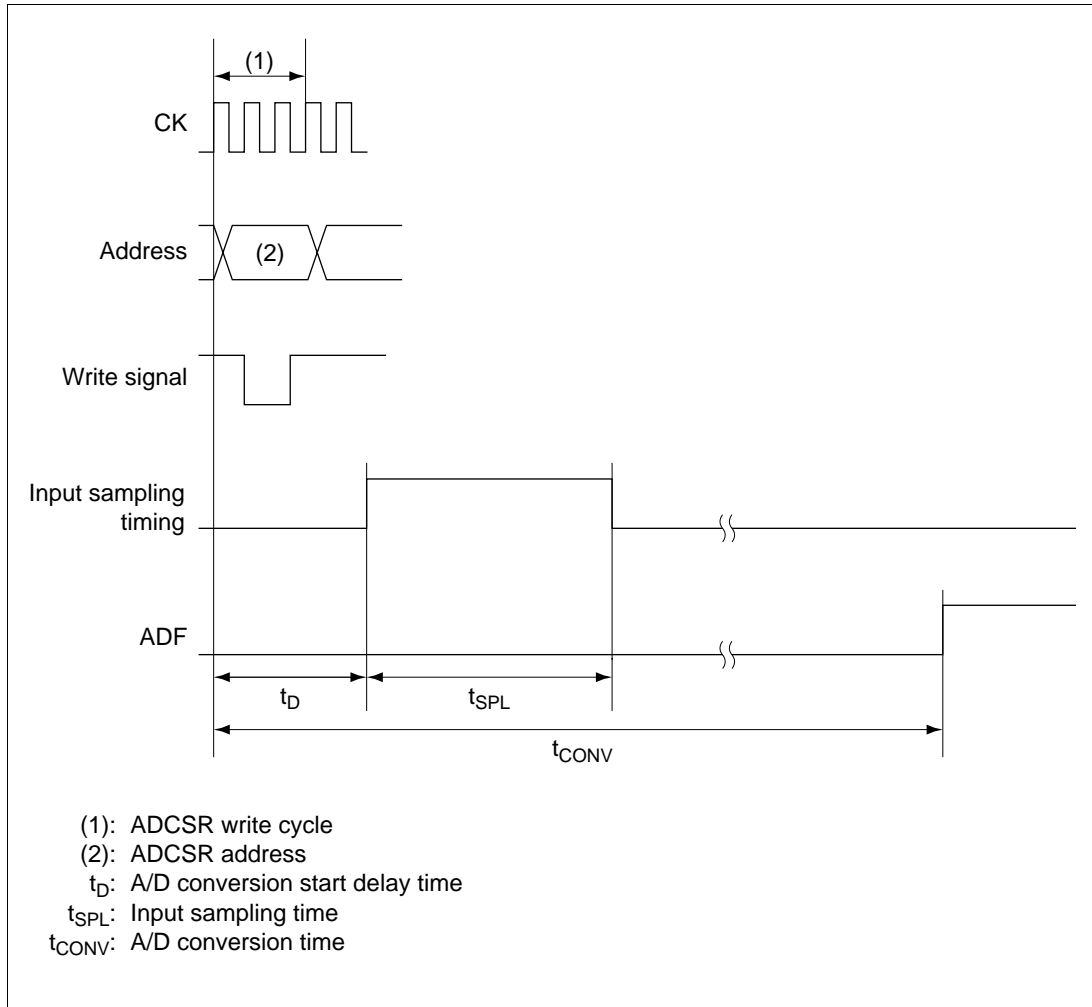 (1)
CK
Address
(2)
Write signal
Input sampling
timing
ADF
tD
tSPL
tCONV
(1): ADCSR write cycle
(2): ADCSR address
tD: A/D conversion start delay time
tSPL: Input sampling time
tCONV: A/D conversion time